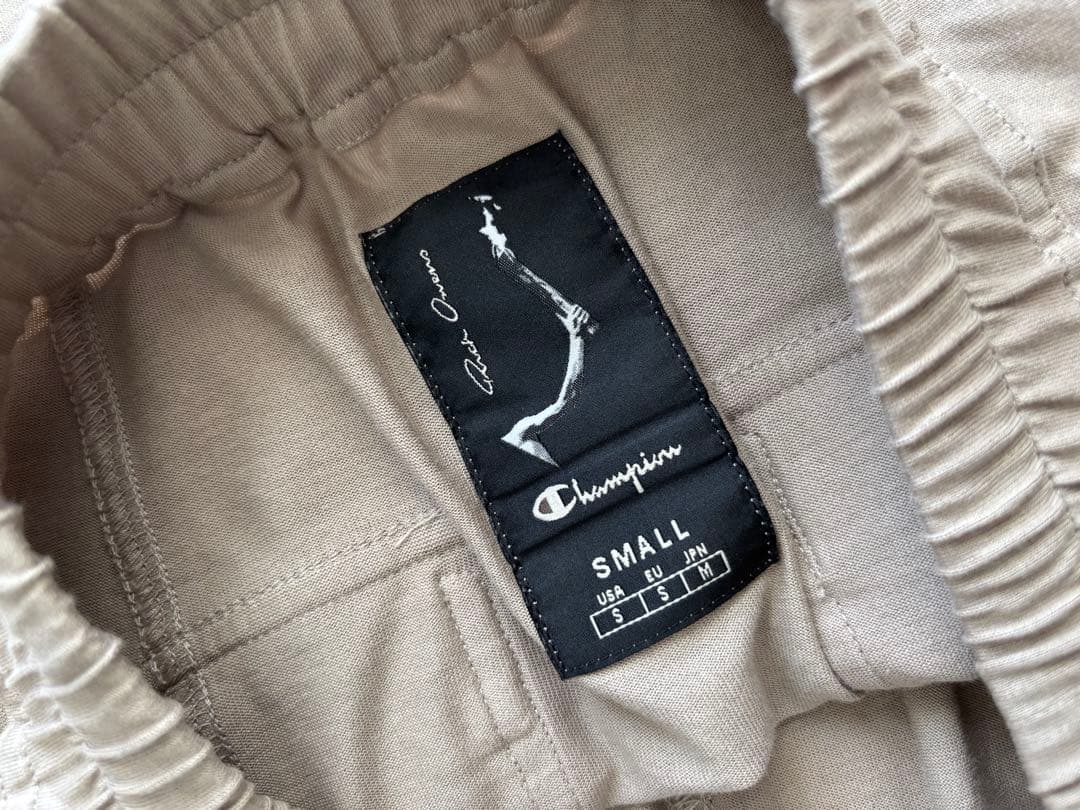 Rick Owens
Champion
SMALL
USA EU JPN
S S M